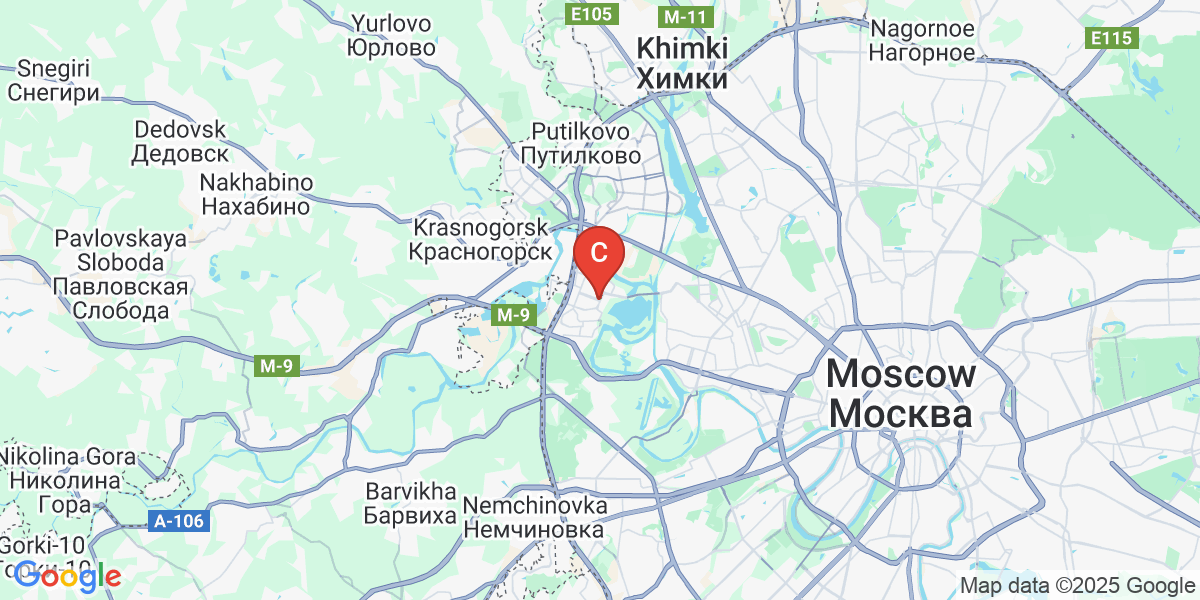 E105
M-11
Yurlovo
Юрлово
Khimki
Химки
Nagornoe
Нагорное
E115
Snegiri
Снегири
Dedovsk
Дедовск
Putilkovo
Путилково
Nakhabino
Нахабино
Krasnogorsk
Красногорск
Pavlovskaya
Sloboda
Павловская
Слобода
C
M-9
M-9
Moscow
Москва
Nikolina Gora
Николина
Гора
Barvikha
Барвиха
Nemchinovka
Немчиновка
A-106
Gorki-10
Горки-10
Google
Map data ©2025 Google